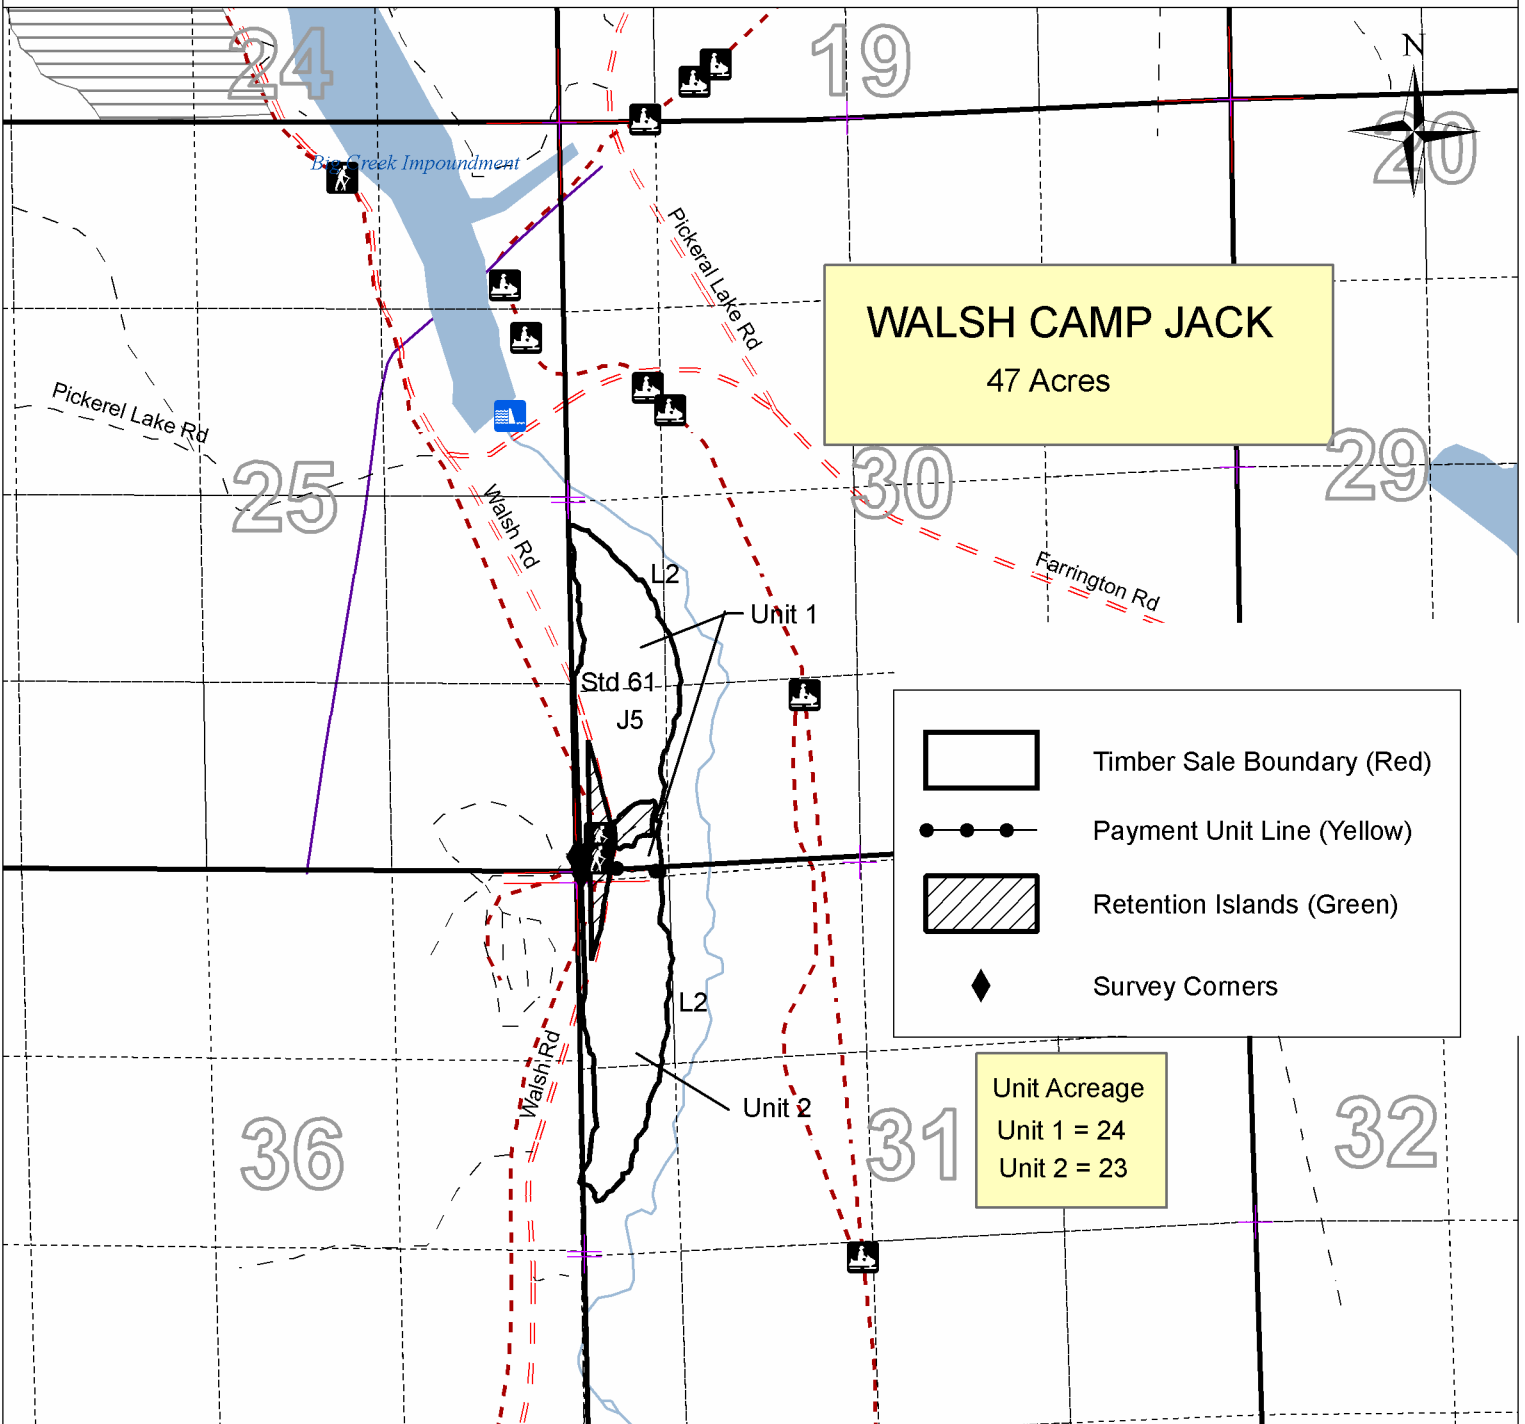 24
19
N
20
Big Creek Impoundment
Pickeral Lake Rd
WALSH CAMP JACK
47 Acres
Pickerel Lake Rd
25
30
29
Walsh Rd
Farrington Rd
L2
Unit 1
Std 61
J5
Timber Sale Boundary (Red)
Payment Unit Line (Yellow)
Retention Islands (Green)
Survey Corners
L2
Walsh Rd
Unit 2
36
31
32
Unit Acreage
Unit 1 = 24
Unit 2 = 23